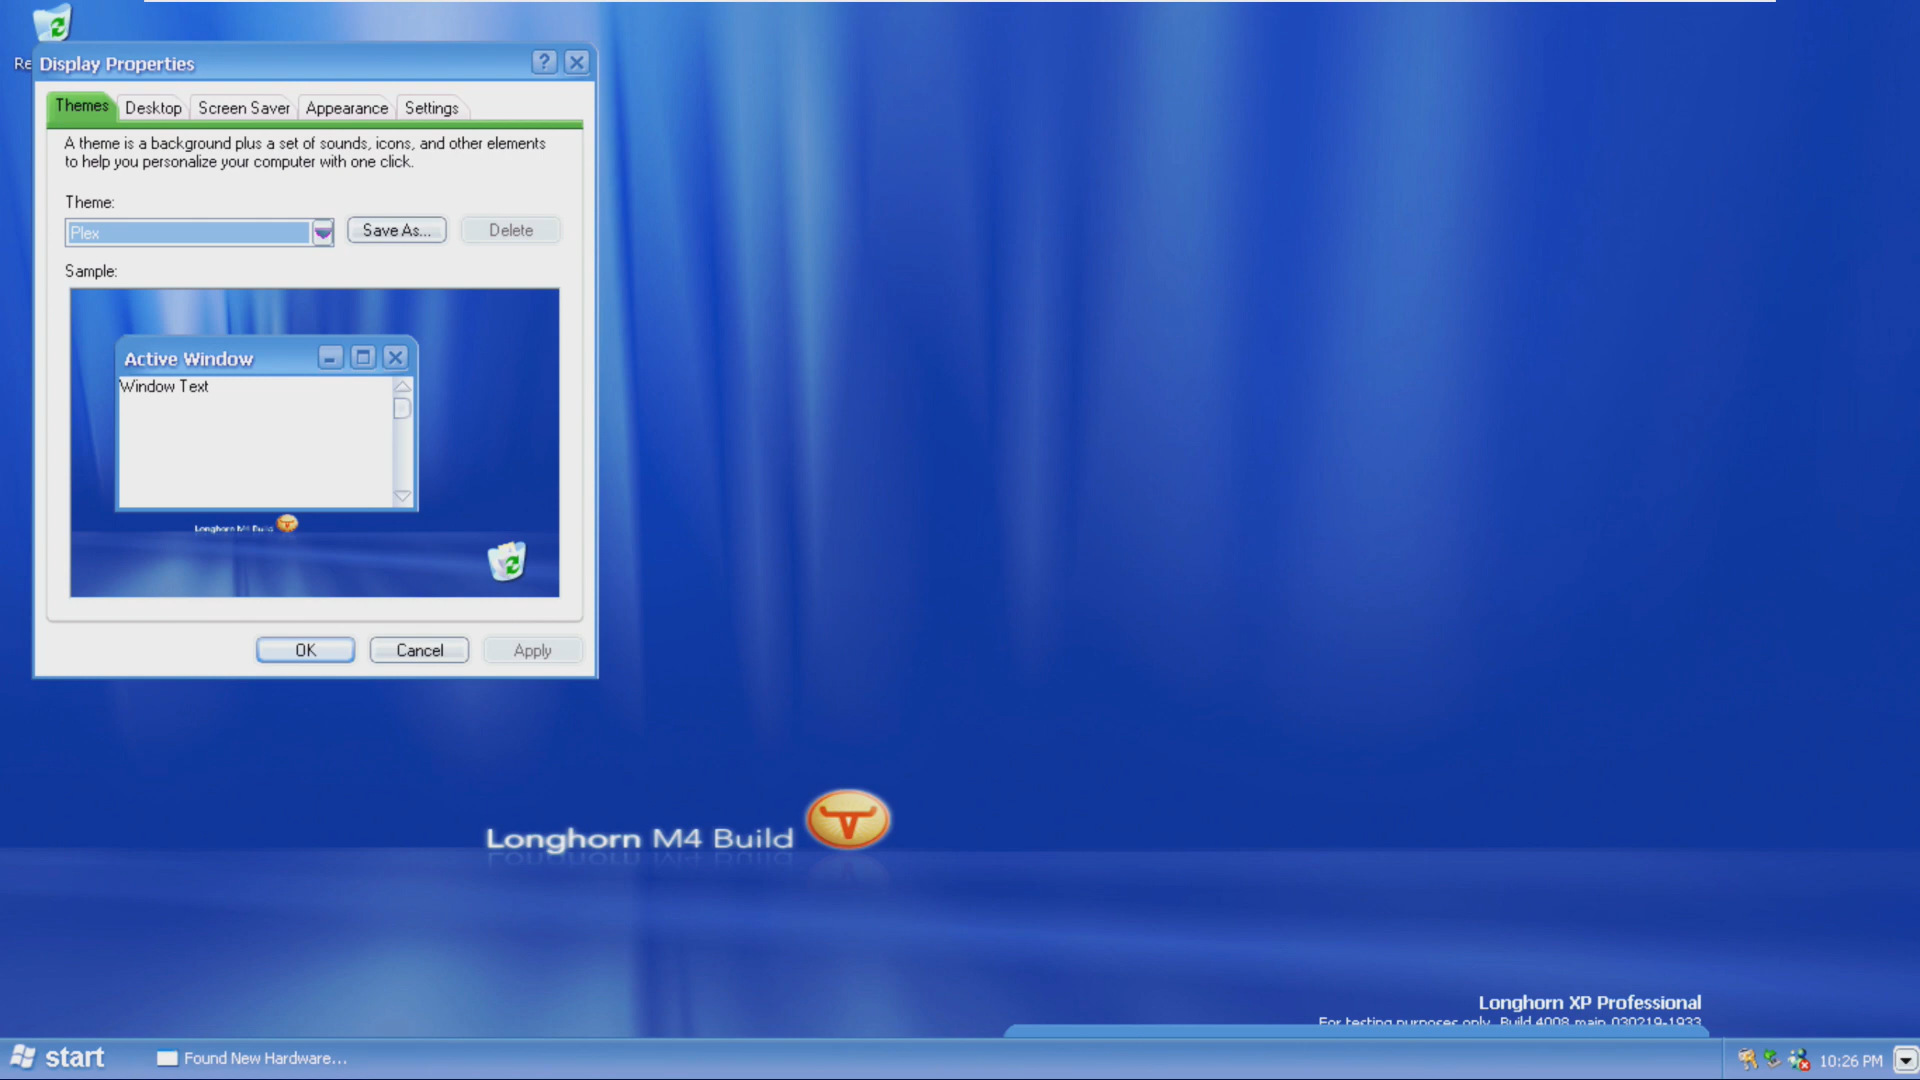 Re
Display Properties
?
Themes
Desktop
Screen Saver
Appearance
Settings
A theme is a background plus a set of sounds, icons, and other elements
to help you personalize your computer with one click.
Theme:
Plex
Save As...
Delete
Sample:
Active Window
Window Text
Longhorn M4 Build
OK
Cancel
Apply
Longhorn M4 Build
Longhorn XP Professional
For testing purposes only. Build 4008.main.030219-1933
start
Found New Hardware...
10:26 PM